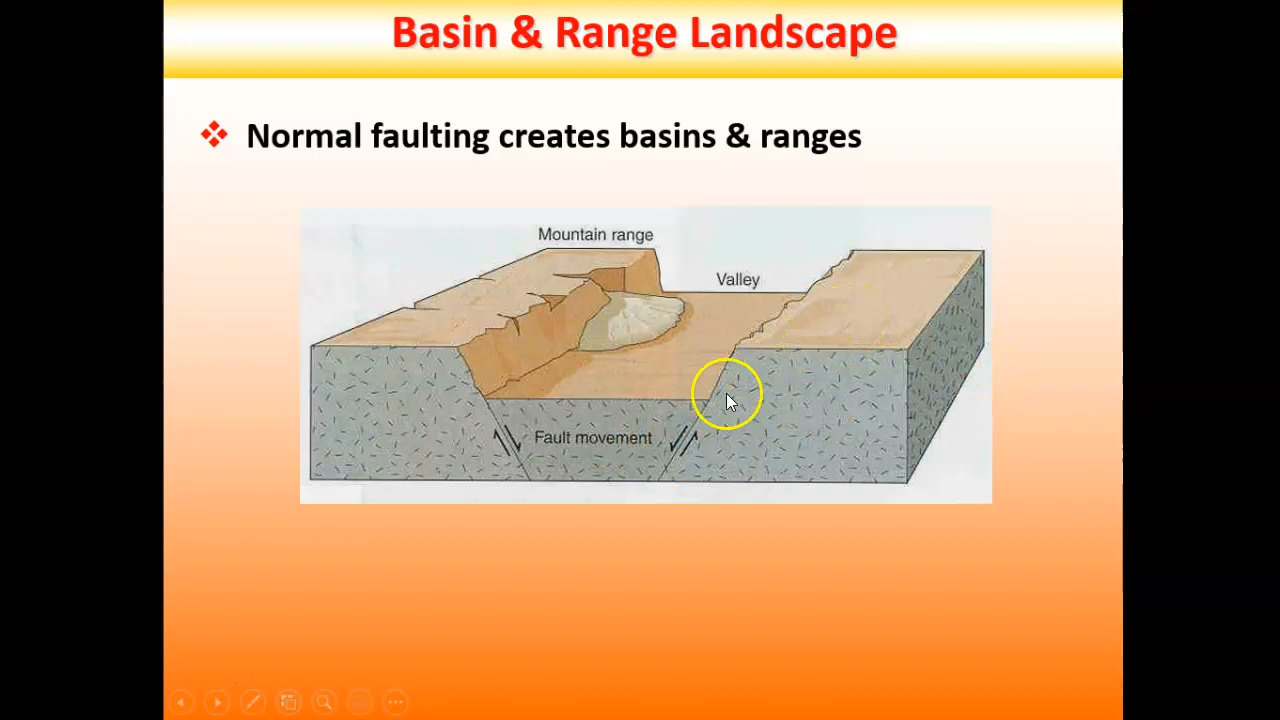 Basin & Range Landscape
Normal faulting creates basins & ranges
Mountain range
Valley
Fault movement